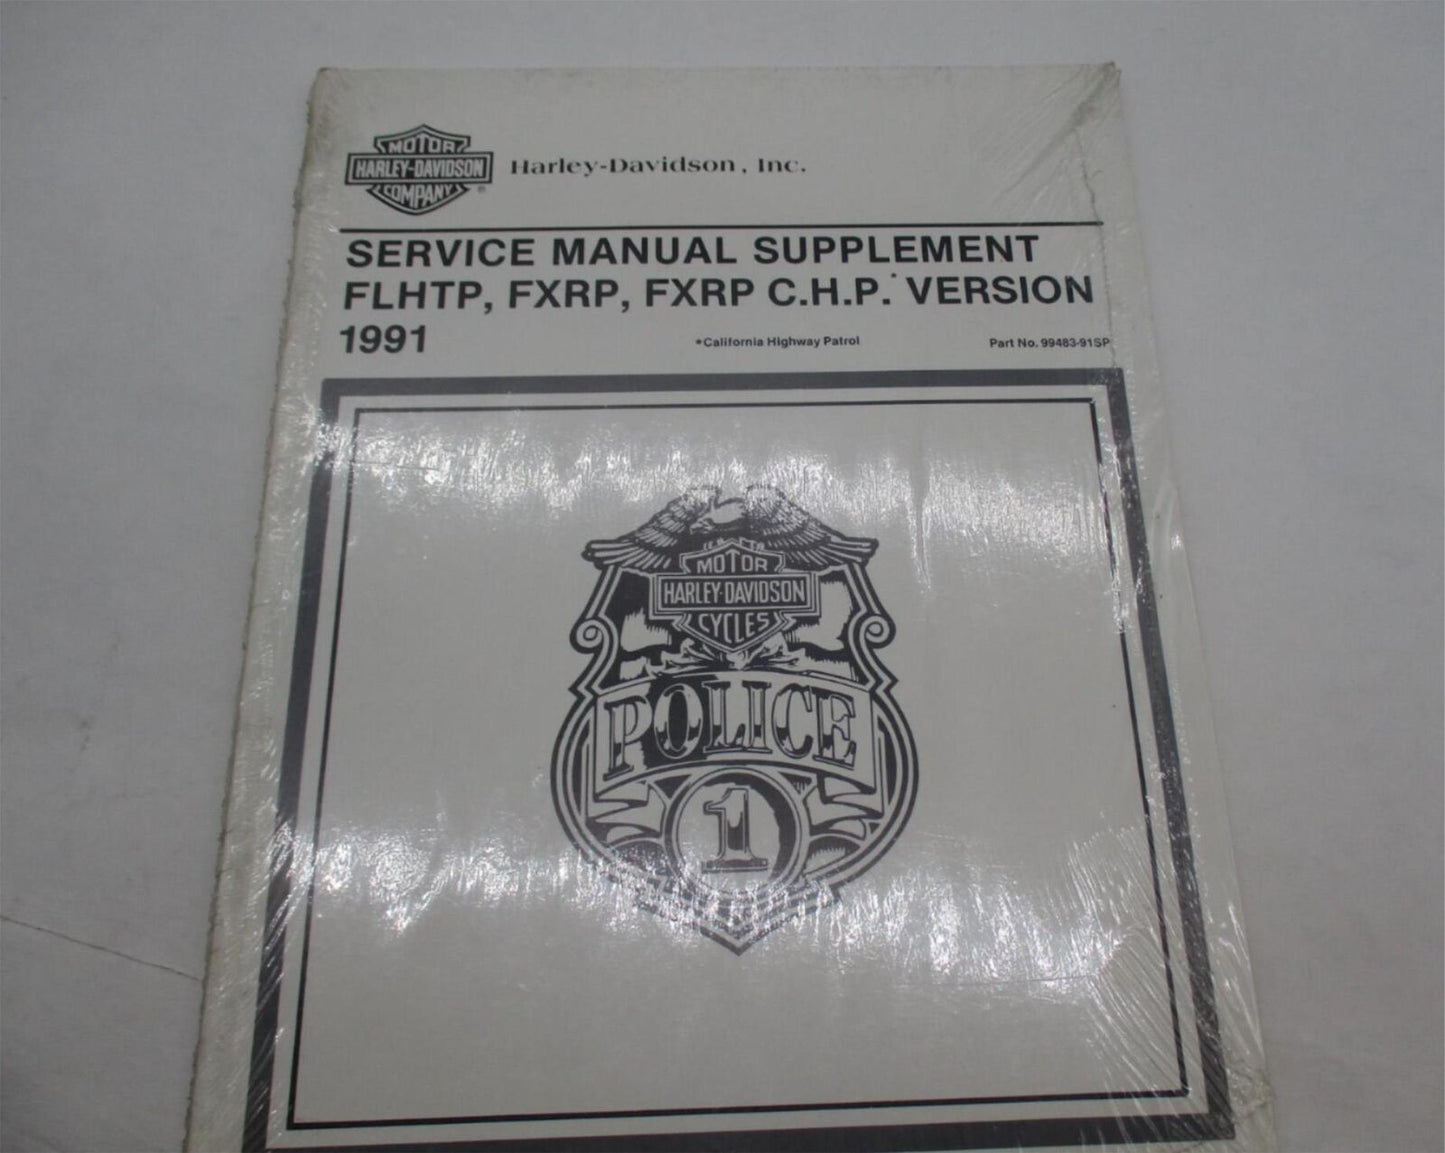 MOTOR
HARLEY-DAVIDSON
COMPANY®
Harley-Davidson, Inc.
SERVICE MANUAL SUPPLEMENT
FLHTP, FXRP, FXRP C.H.P.* VERSION
1991
*California Highway Patrol
Part No. 99483-91SP
MOTOR
HARLEY-DAVIDSON
CYCLES
POLICE
1